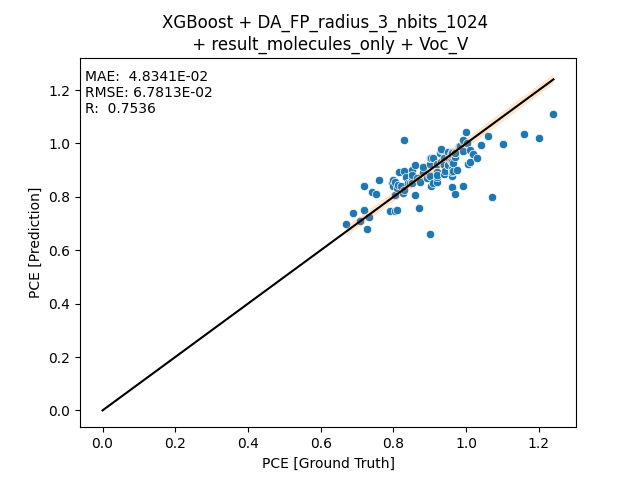 XGBoost + DA_FP_radius_3_nbits_1024
+ result_molecules_only + Voc_V
MAE: 4.8341E-02
RMSE: 6.7813E-02
R: 0.7536
PCE [Prediction]
1.2
1.0
0.8
0.6
0.4
0.2
0.0
0.0 0.2 0.4 0.6 0.8 1.0 1.2
PCE [Ground Truth]